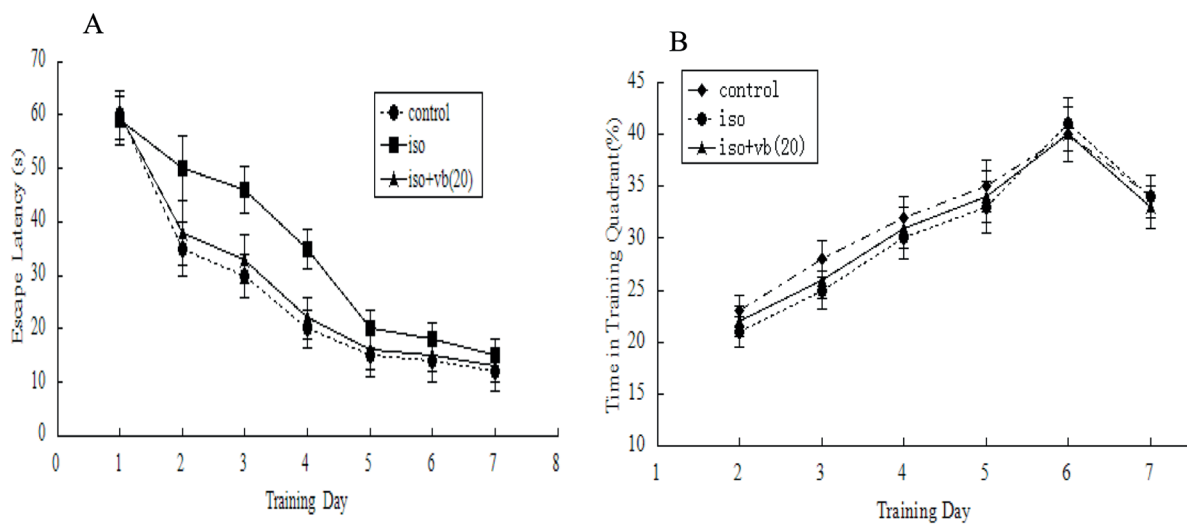 A
70
60
50
40
30
20
10
0
Escape Latency (s)
control
iso
iso+vb(20)
0 1 2 3 4 5 6 7 8
Training Day
B
45
40
35
30
25
20
15
10
Time in Training Quadrant(%)
control
iso
iso+vb(20)
1 2 3 4 5 6 7
Training Day